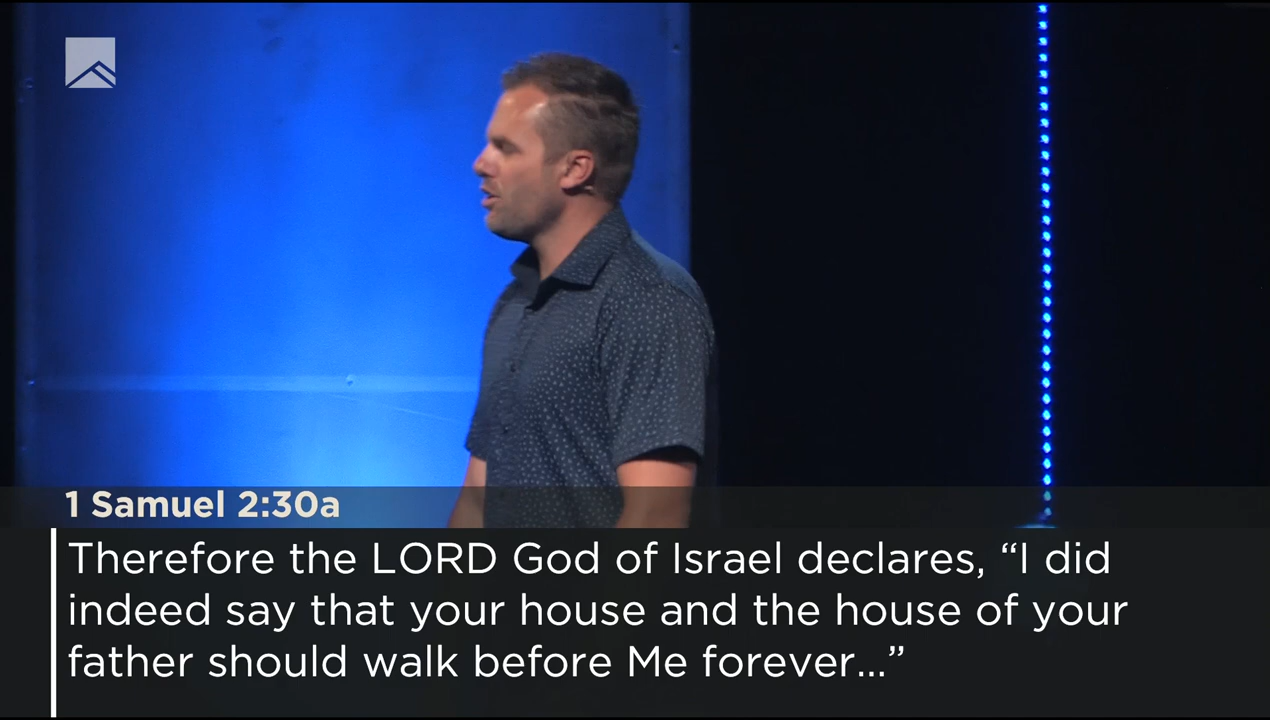 1 Samuel 2:30a
Therefore the LORD God of Israel declares, “I did
indeed say that your house and the house of your
father should walk before Me forever...”